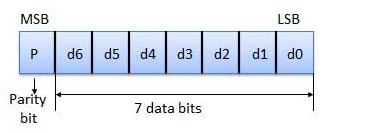 MSB LSB
P d6 d5 d4 d3 d2 d1 d0
Parity
bit
7 data bits